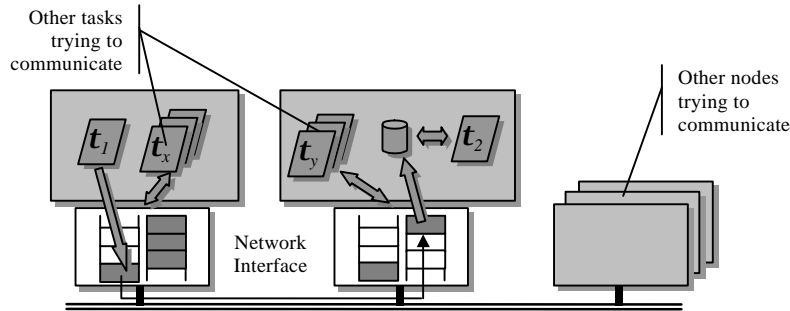 Other tasks
trying to
communicate
Other nodes
trying to
communicate
t1
tx
ty
t2
Network
Interface